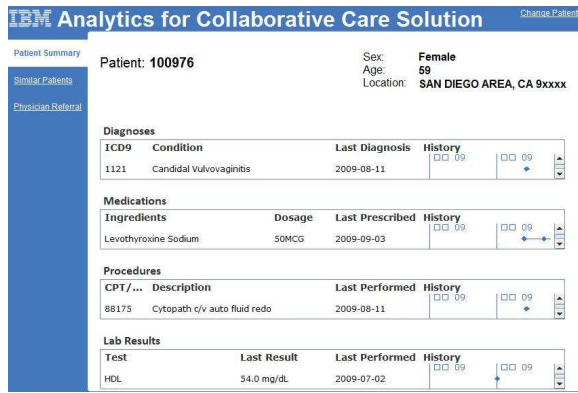 IBM Analytics for Collaborative Care Solution
Change Patient
Patient Summary
Similar Patients
Physician Referral
Patient: 100976
Sex: Female
Age: 59
Location: SAN DIEGO AREA, CA 9xxxx
Diagnoses
ICD9 Condition Last Diagnosis History
□□ 09 □□ 09
1121 Candidal Vulvovaginitis 2009-08-11
Medications
Ingredients Dosage Last Prescribed History
□□ 09 □□ 09
Levothyroxine Sodium 50MCG 2009-09-03
Procedures
CPT/... Description Last Performed History
□□ 09 □□ 09
88175 Cytopath c/v auto fluid redo 2009-08-11
Lab Results
Test Last Result Last Performed History
□□ 09 □□ 09
HDL 54.0 mg/dL 2009-07-02